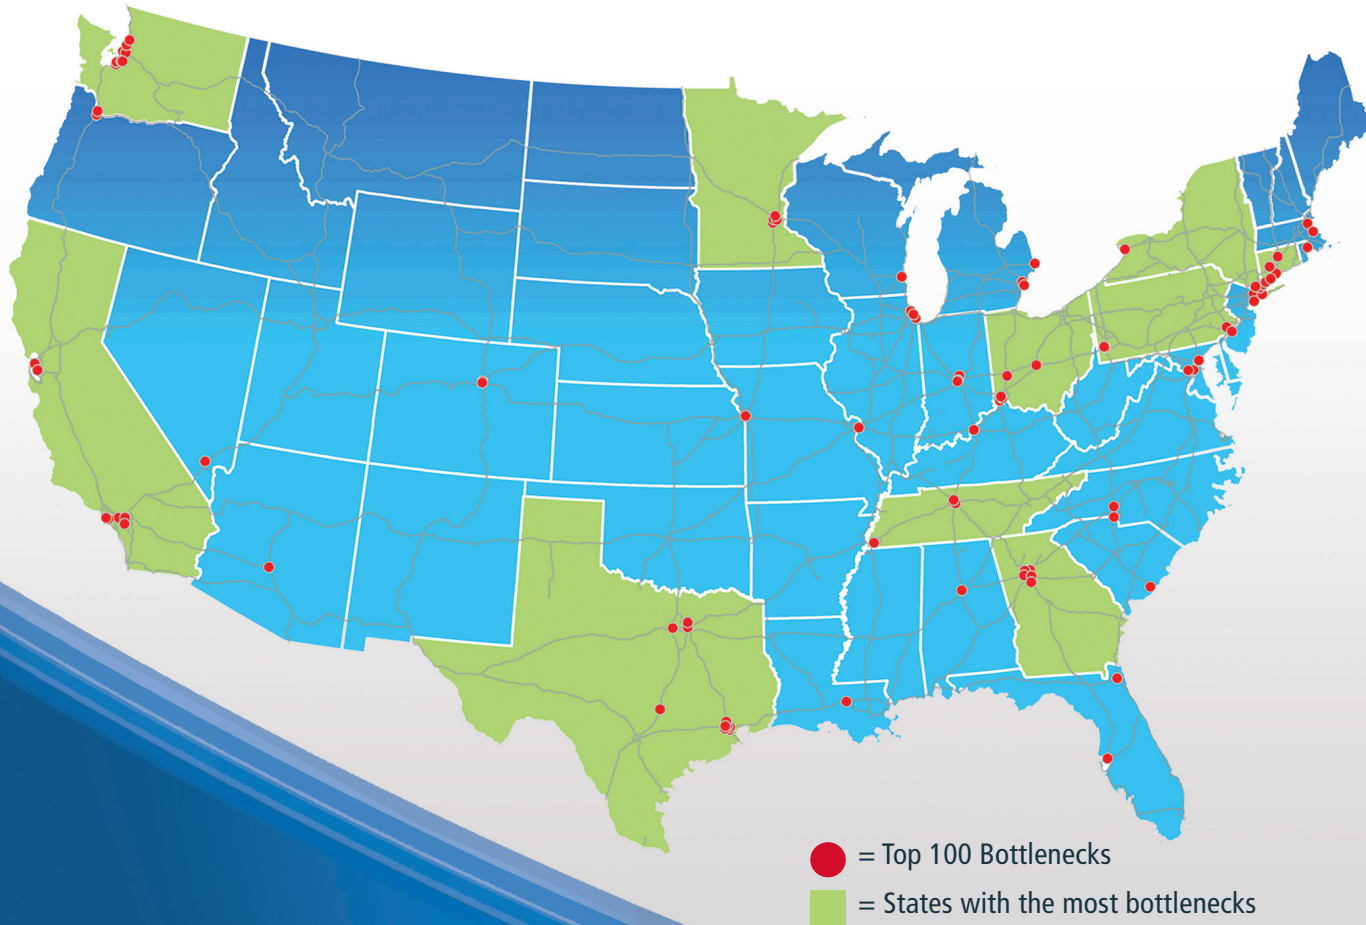 = Top 100 Bottlenecks
= States with the most bottlenecks